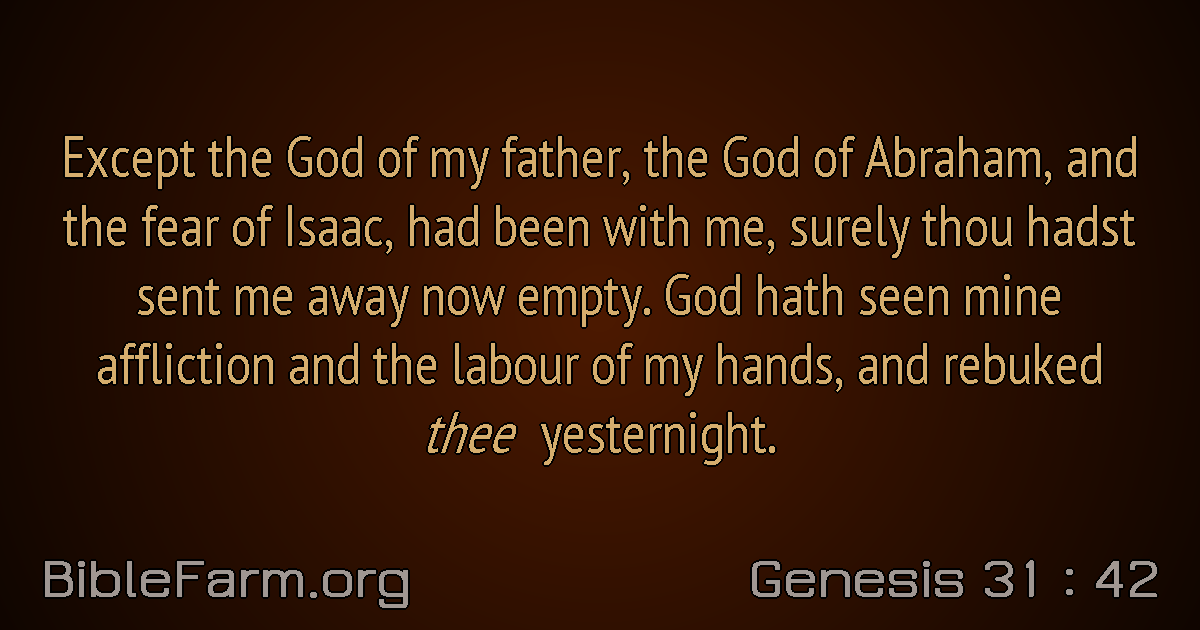 Except the God of my father, the God of Abraham, and
the fear of Isaac, had been with me, surely thou hadst
sent me away now empty. God hath seen mine
affliction and the labour of my hands, and rebuked
thee yesternight.
BibleFarm.org
Genesis 31 : 42